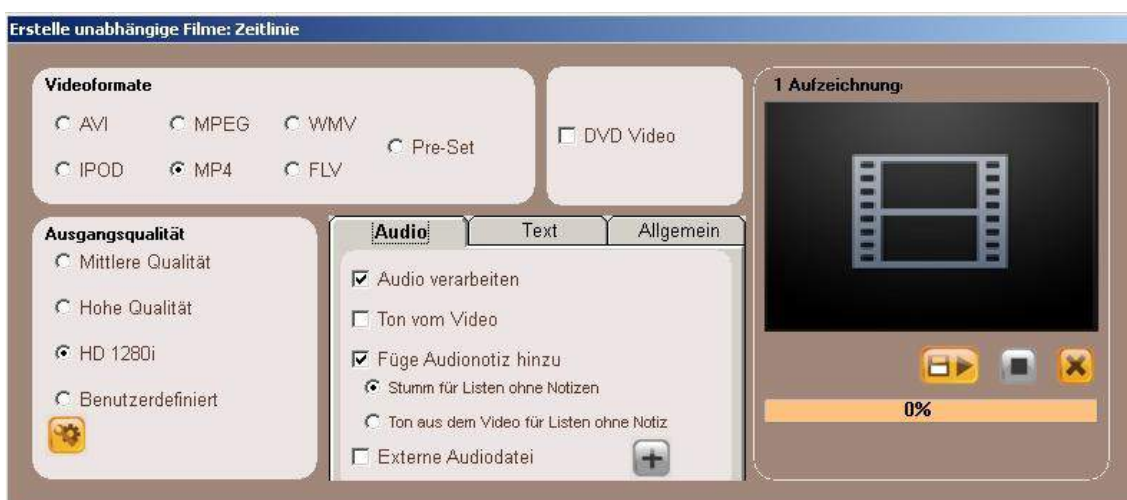 Erstelle unabhängige Filme: Zeitlinie
Videoformate
AVI MPEG WMV
Pre-Set
IPOD MP4 FLV
DVD Video
1 Aufzeichnung:
Ausgangsqualität
Mittlere Qualität
Hohe Qualität
HD 1280i
Benutzerdefiniert
Audio Text Allgemein
Audio verarbeiten
Ton vom Video
Füge Audionotiz hinzu
Stumm für Listen ohne Notizen
Ton aus dem Video für Listen ohne Notiz
Externe Audiodatei
0%